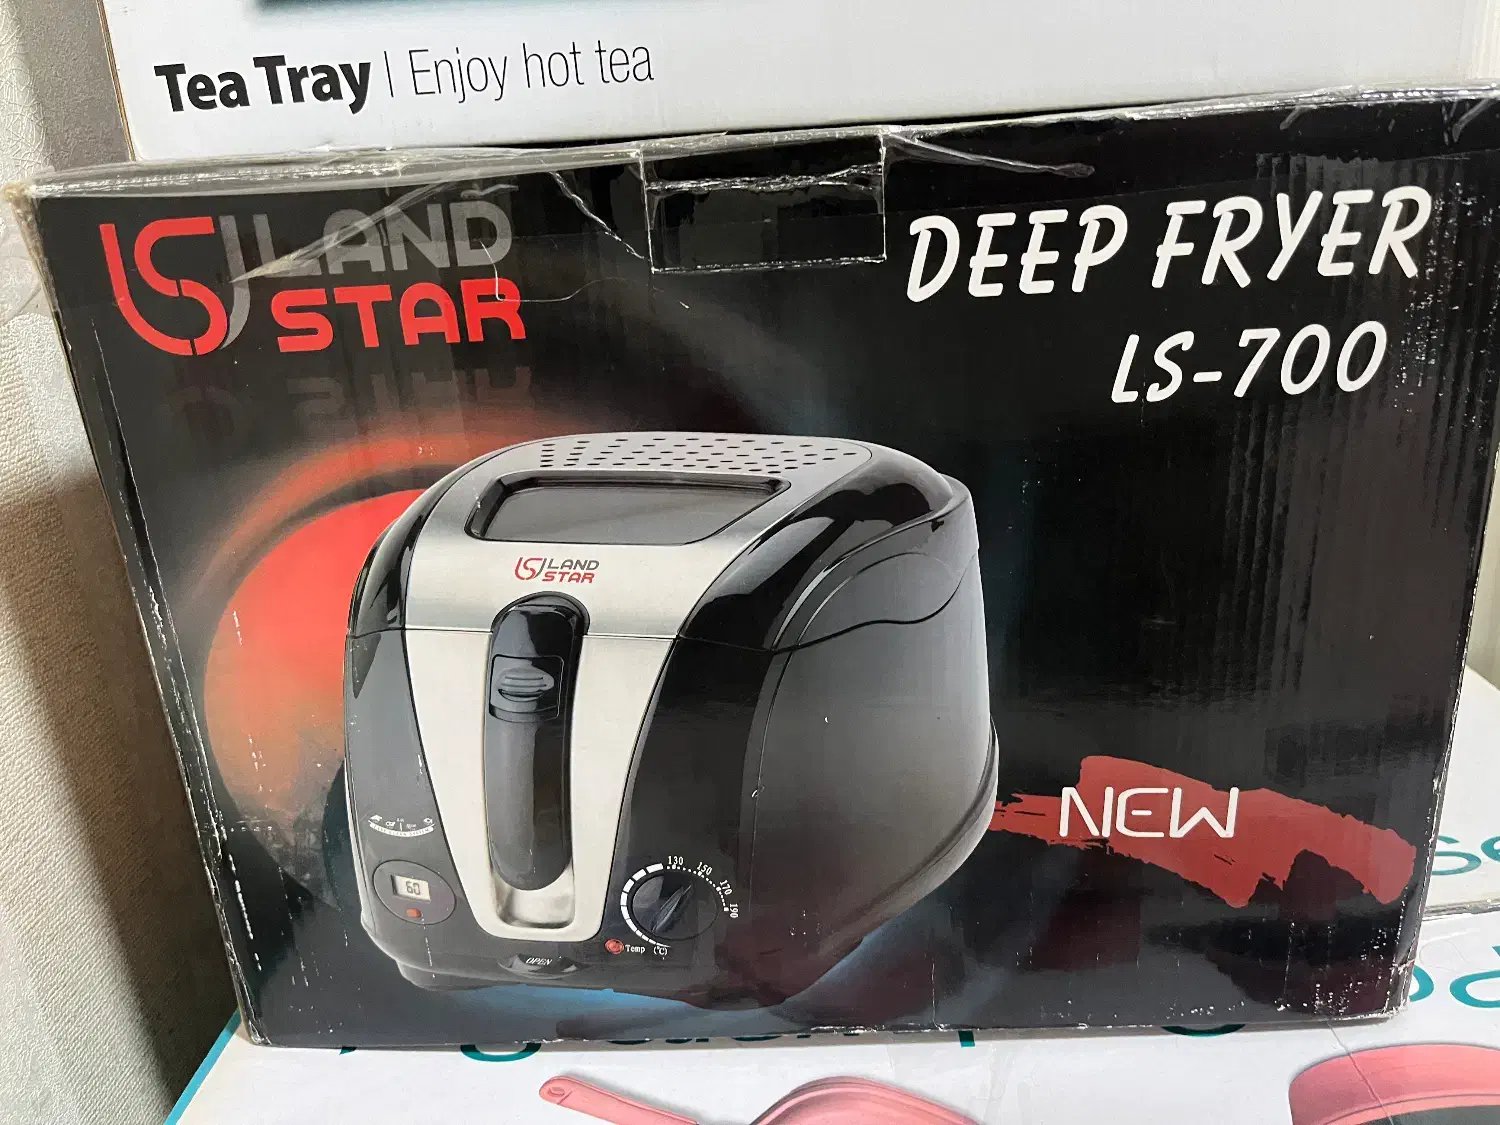 Tea Tray | Enjoy hot tea
LAND
STAR
DEEP FRYER
LS-700
LAND
STAR
NEW
60
130
150
170
190
Temp (°C)
OPEN